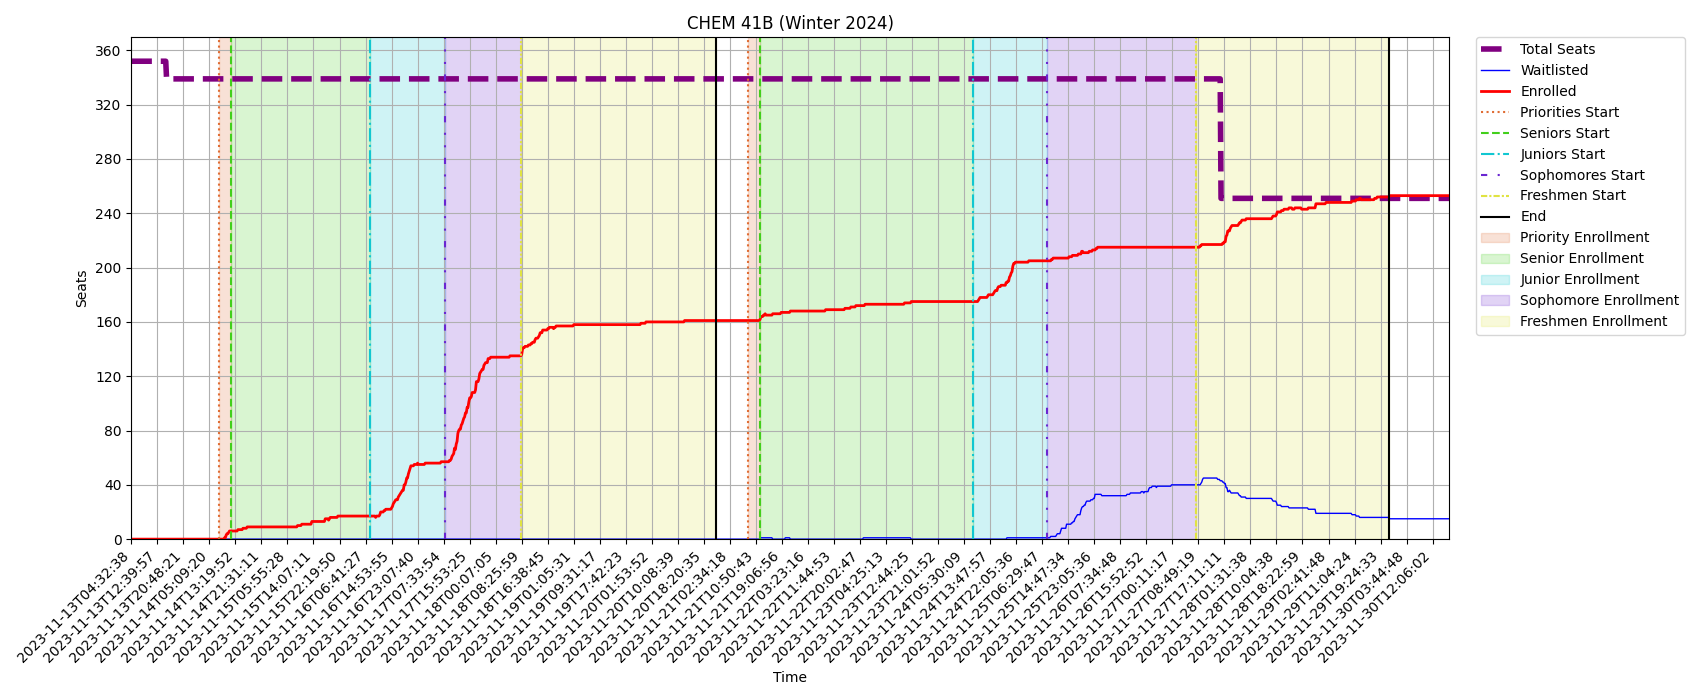 CHEM 41B (Winter 2024)
360
320
280
240
200
160
120
80
40
0
Seats
2023-11-13T04:32:38
2023-11-13T12:39:57
2023-11-13T20:48:21
2023-11-14T05:09:20
2023-11-14T13:19:52
2023-11-14T21:31:11
2023-11-15T05:55:28
2023-11-15T14:07:11
2023-11-15T22:19:50
2023-11-16T06:41:27
2023-11-16T14:53:55
2023-11-16T23:07:40
2023-11-17T07:33:54
2023-11-17T15:53:25
2023-11-18T00:07:05
2023-11-18T08:25:59
2023-11-18T16:38:45
2023-11-19T01:05:31
2023-11-19T09:31:17
2023-11-19T17:42:23
2023-11-20T01:53:52
2023-11-20T10:08:39
2023-11-20T18:20:35
2023-11-21T02:34:18
2023-11-21T10:50:43
2023-11-21T19:06:56
2023-11-22T03:23:16
2023-11-22T11:44:53
2023-11-22T20:02:47
2023-11-23T04:25:13
2023-11-23T12:44:25
2023-11-23T21:01:52
2023-11-24T05:30:09
2023-11-24T13:47:57
2023-11-24T22:05:36
2023-11-25T06:29:47
2023-11-25T14:47:34
2023-11-25T23:05:36
2023-11-26T07:34:48
2023-11-26T15:52:52
2023-11-27T00:11:17
2023-11-27T08:49:19
2023-11-27T17:11:11
2023-11-28T01:31:38
2023-11-28T10:04:38
2023-11-28T18:22:59
2023-11-29T02:41:48
2023-11-29T11:04:24
2023-11-29T19:24:33
2023-11-30T03:44:48
2023-11-30T12:06:02
Time
Total Seats
Waitlisted
Enrolled
Priorities Start
Seniors Start
Juniors Start
Sophomores Start
Freshmen Start
End
Priority Enrollment
Senior Enrollment
Junior Enrollment
Sophomore Enrollment
Freshmen Enrollment